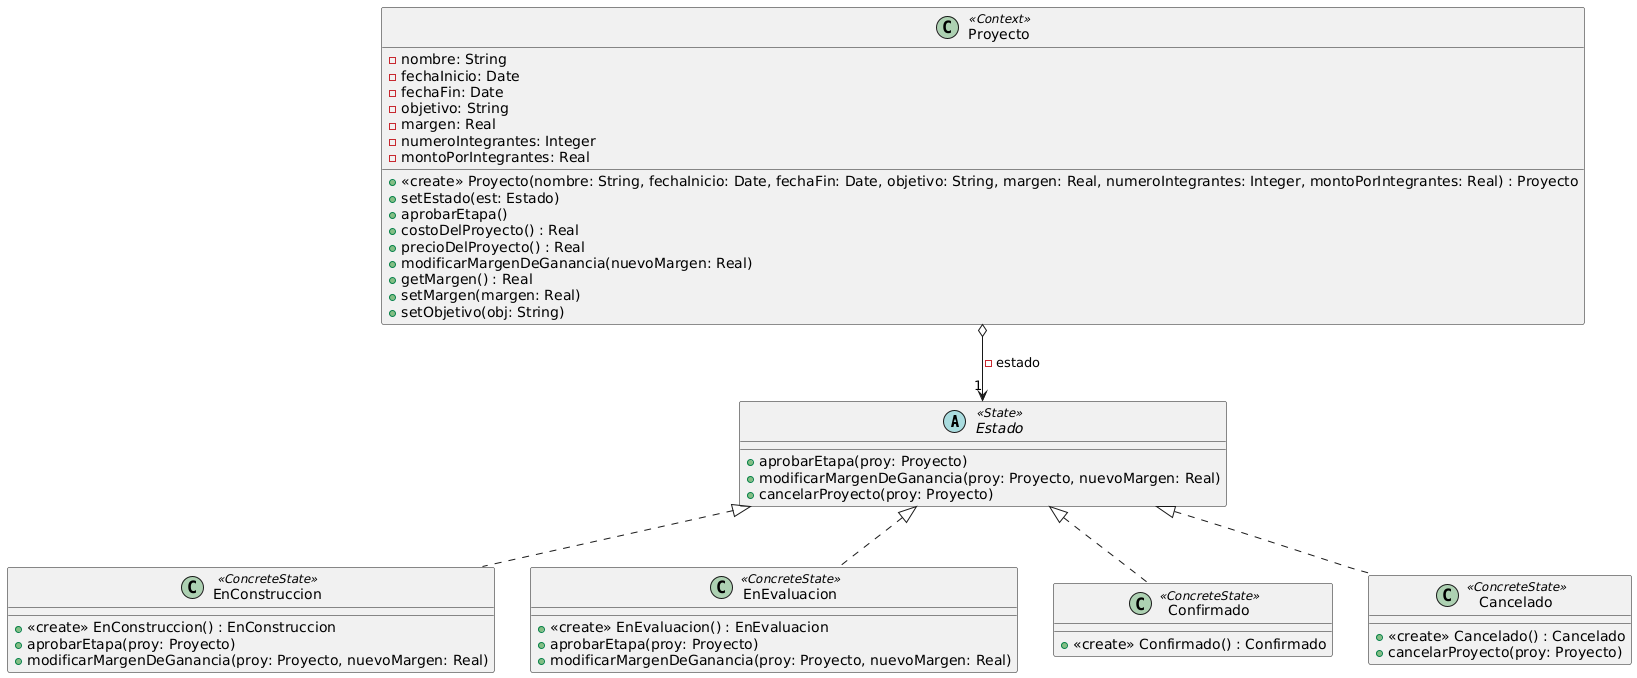 «Context»
Proyecto
nombre: String
fechaInicio: Date
fechaFin: Date
objetivo: String
margen: Real
numeroIntegrantes: Integer
montoPorIntegrantes: Real
«create» Proyecto(nombre: String, fechaInicio: Date, fechaFin: Date, objetivo: String, margen: Real, numeroIntegrantes: Integer, montoPorIntegrantes: Real) : Proyecto
setEstado(est: Estado)
aprobarEtapa()
costoDelProyecto() : Real
precioDelProyecto() : Real
modificarMargenDeGanancia(nuevoMargen: Real)
getMargen() : Real
setMargen(margen: Real)
setObjetivo(obj: String)
estado
1
A
«State»
Estado
aprobarEtapa(proy: Proyecto)
modificarMargenDeGanancia(proy: Proyecto, nuevoMargen: Real)
cancelarProyecto(proy: Proyecto)
C
«ConcreteState»
EnConstruccion
«create» EnConstruccion() : EnConstruccion
aprobarEtapa(proy: Proyecto)
modificarMargenDeGanancia(proy: Proyecto, nuevoMargen: Real)
C
«ConcreteState»
EnEvaluacion
«create» EnEvaluacion() : EnEvaluacion
aprobarEtapa(proy: Proyecto)
modificarMargenDeGanancia(proy: Proyecto, nuevoMargen: Real)
C
«ConcreteState»
Confirmado
«create» Confirmado() : Confirmado
C
«ConcreteState»
Cancelado
«create» Cancelado() : Cancelado
cancelarProyecto(proy: Proyecto)